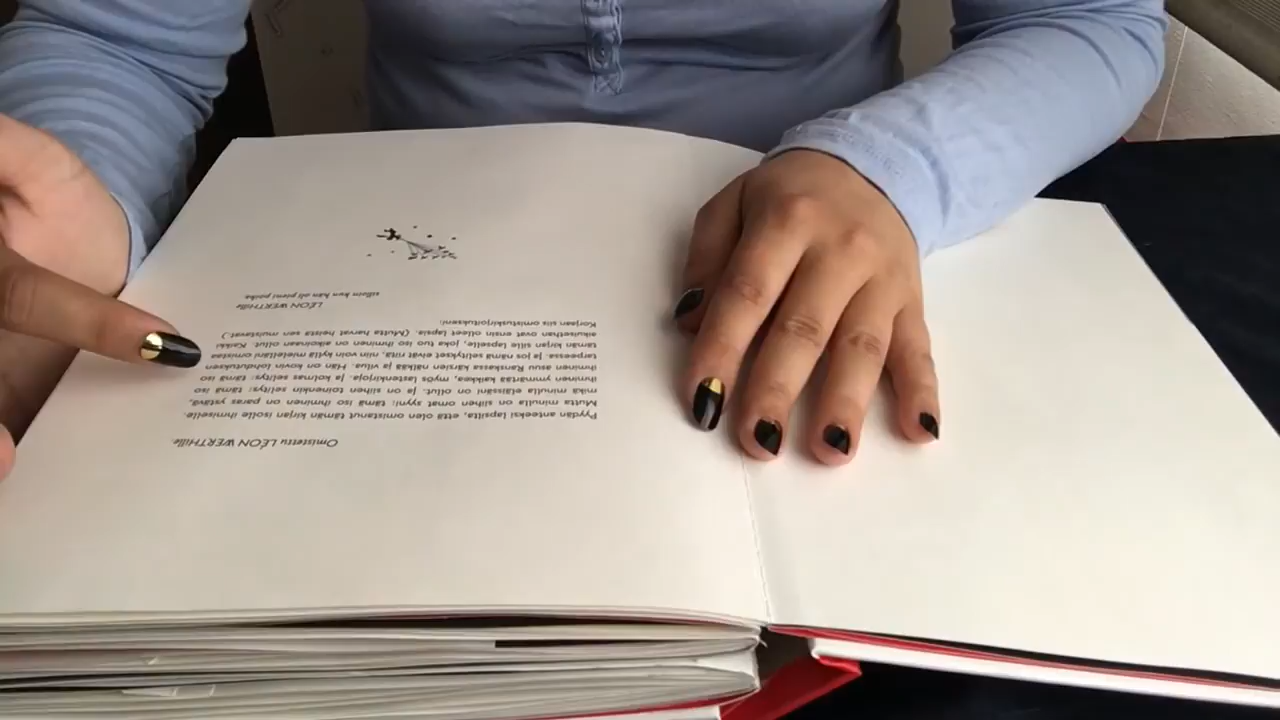 Omistettu LÉON WERTHille
Pyydän anteeksi lapsilta, että olen omistanut tämän kirjan isolle ihmiselle.
Mutta minulla on siihen omat syyni: tämä iso ihminen on paras ystävä,
mikä minulla eläissäni on ollut. Ja on siihen toinenkin selitys: tämä iso
ihminen ymmärtää kaikkea, myös lastenkirjoja. Ja kolmas selitys: tämä iso
ihminen asuu Ranskassa kärsien nälkää ja vilua. Hän on kovin lohdutuksen
tarpeessa. Ja jos nämä selitykset eivät riitä, niin voin kyllä mielelläni omistaa
tämän kirjan sille lapselle, joka tuo iso ihminen on aikoinaan ollut. Kaikki
aikuisethan ovat ensin olleet lapsia. (Mutta harvat heistä sen muistavat.)
Korjaan siis omistuskirjoitukseni:
LÉON WERTHille
silloin kun hän oli pieni poika